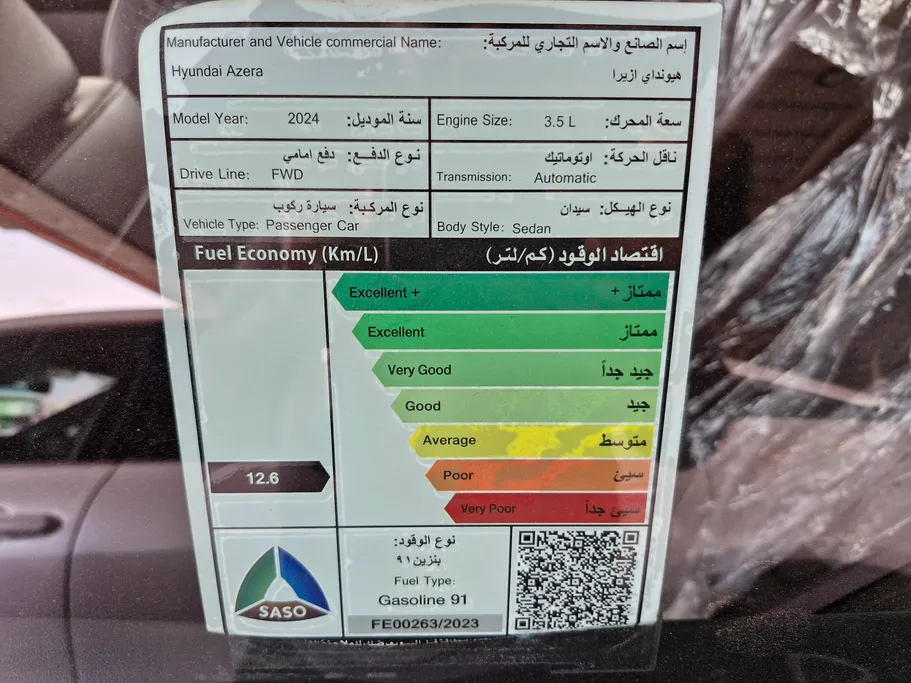 Manufacturer and Vehicle commercial Name: إسم الصانع والاسم التجاري للمركبة:
Hyundai Azera هيونداي ازيرا
Model Year: 2024 سنة الموديل:
Engine Size: 3.5 L سعة المحرك:
نوع الدفـع: دفع امامي
Drive Line: FWD
ناقل الحركة: اوتوماتيك
Transmission: Automatic
نوع المركـبة: سيارة ركوب
Vehicle Type: Passenger Car
نوع الهيـكل: سيدان
Body Style: Sedan
Fuel Economy (Km/L) اقتصاد الوقود (كم/لتر)
Excellent + ممتاز +
Excellent ممتاز
Very Good جيد جداً
Good جيد
Average متوسط
12.6
Poor سيئ
Very Poor سيئ جداً
SASO
نوع الوقود:
بنزين ٩١
Fuel Type:
Gasoline 91
FE00263/2023